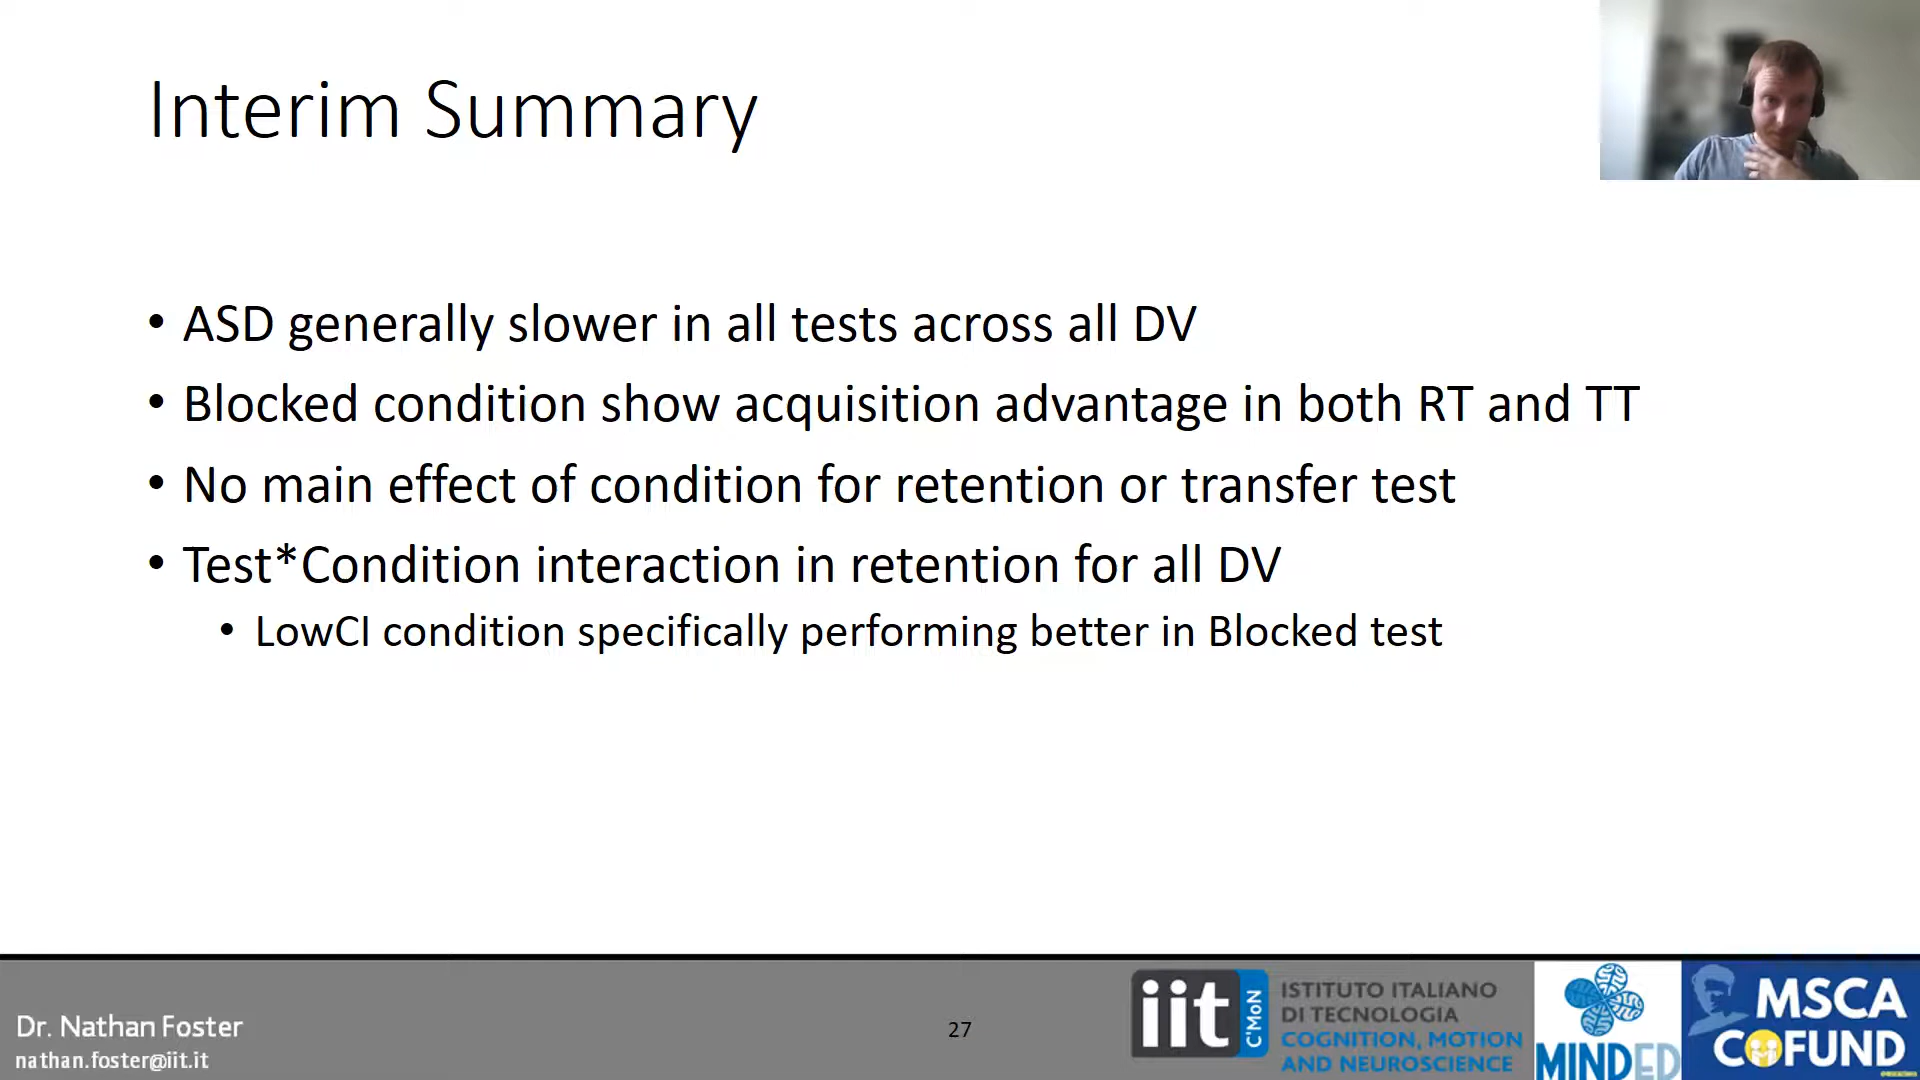 Interim Summary
• ASD generally slower in all tests across all DV
• Blocked condition show acquisition advantage in both RT and TT
• No main effect of condition for retention or transfer test
• Test*Condition interaction in retention for all DV
• LowCI condition specifically performing better in Blocked test
Dr. Nathan Foster
nathan.foster@iit.it
27
iit
C'MoN
ISTITUTO ITALIANO
DI TECNOLOGIA
COGNITION, MOTION
AND NEUROSCIENCE
MINDED
MSCA
COFUND